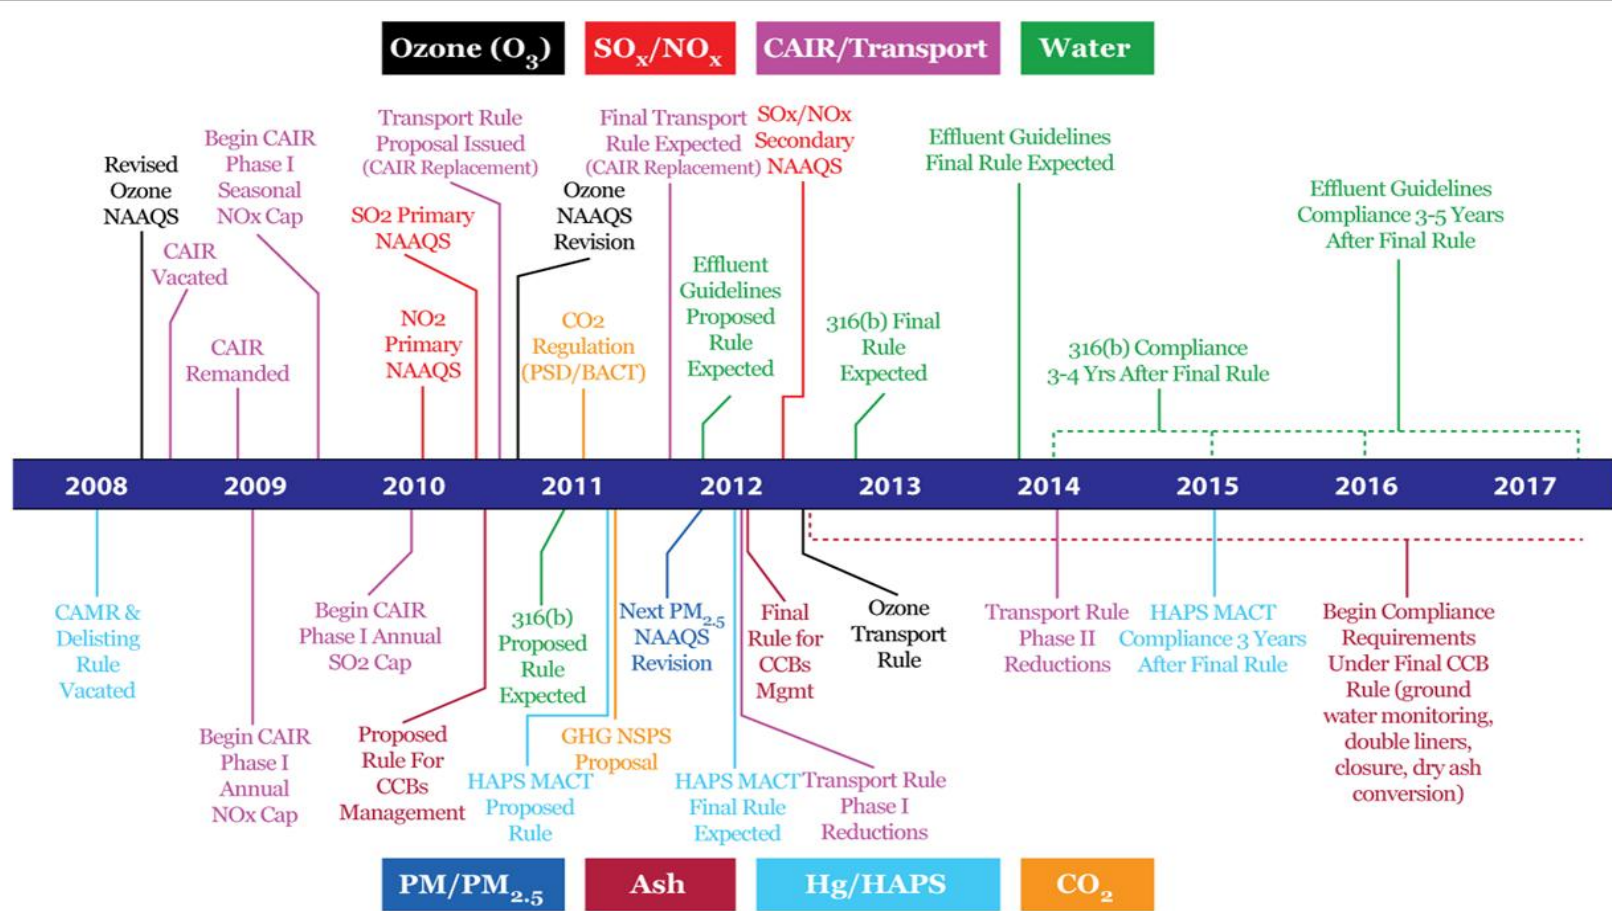 Ozone (O3)
SOx/NOx
CAIR/Transport
Water
Revised
Ozone
NAAQS
CAIR
Vacated
Begin CAIR
Phase I
Seasonal
NOx Cap
CAIR
Remanded
Transport Rule
Proposal Issued
(CAIR Replacement)
SO2 Primary
NAAQS
NO2
Primary
NAAQS
Ozone
NAAQS
Revision
CO2
Regulation
(PSD/BACT)
Final Transport
Rule Expected
(CAIR Replacement)
SOx/NOx
Secondary
NAAQS
Effluent
Guidelines
Proposed
Rule
Expected
316(b) Final
Rule
Expected
Effluent Guidelines
Final Rule Expected
316(b) Compliance
3-4 Yrs After Final Rule
Effluent Guidelines
Compliance 3-5 Years
After Final Rule
2008
2009
2010
2011
2012
2013
2014
2015
2016
2017
CAMR &
Delisting
Rule
Vacated
Begin CAIR
Phase I
Annual
NOx Cap
Begin CAIR
Phase I Annual
SO2 Cap
Proposed
Rule For
CCBs
Management
316(b)
Proposed
Rule
Expected
HAPS MACT
Proposed
Rule
GHG NSPS
Proposal
Next PM2.5
NAAQS
Revision
HAPS MACT
Final Rule
Expected
Final
Rule for
CCBs
Mgmt
Transport Rule
Phase I
Reductions
Ozone
Transport
Rule
Transport Rule
Phase II
Reductions
HAPS MACT
Compliance 3 Years
After Final Rule
Begin Compliance
Requirements
Under Final CCB
Rule (ground
water monitoring,
double liners,
closure, dry ash
conversion)
PM/PM2.5
Ash
Hg/HAPS
CO2